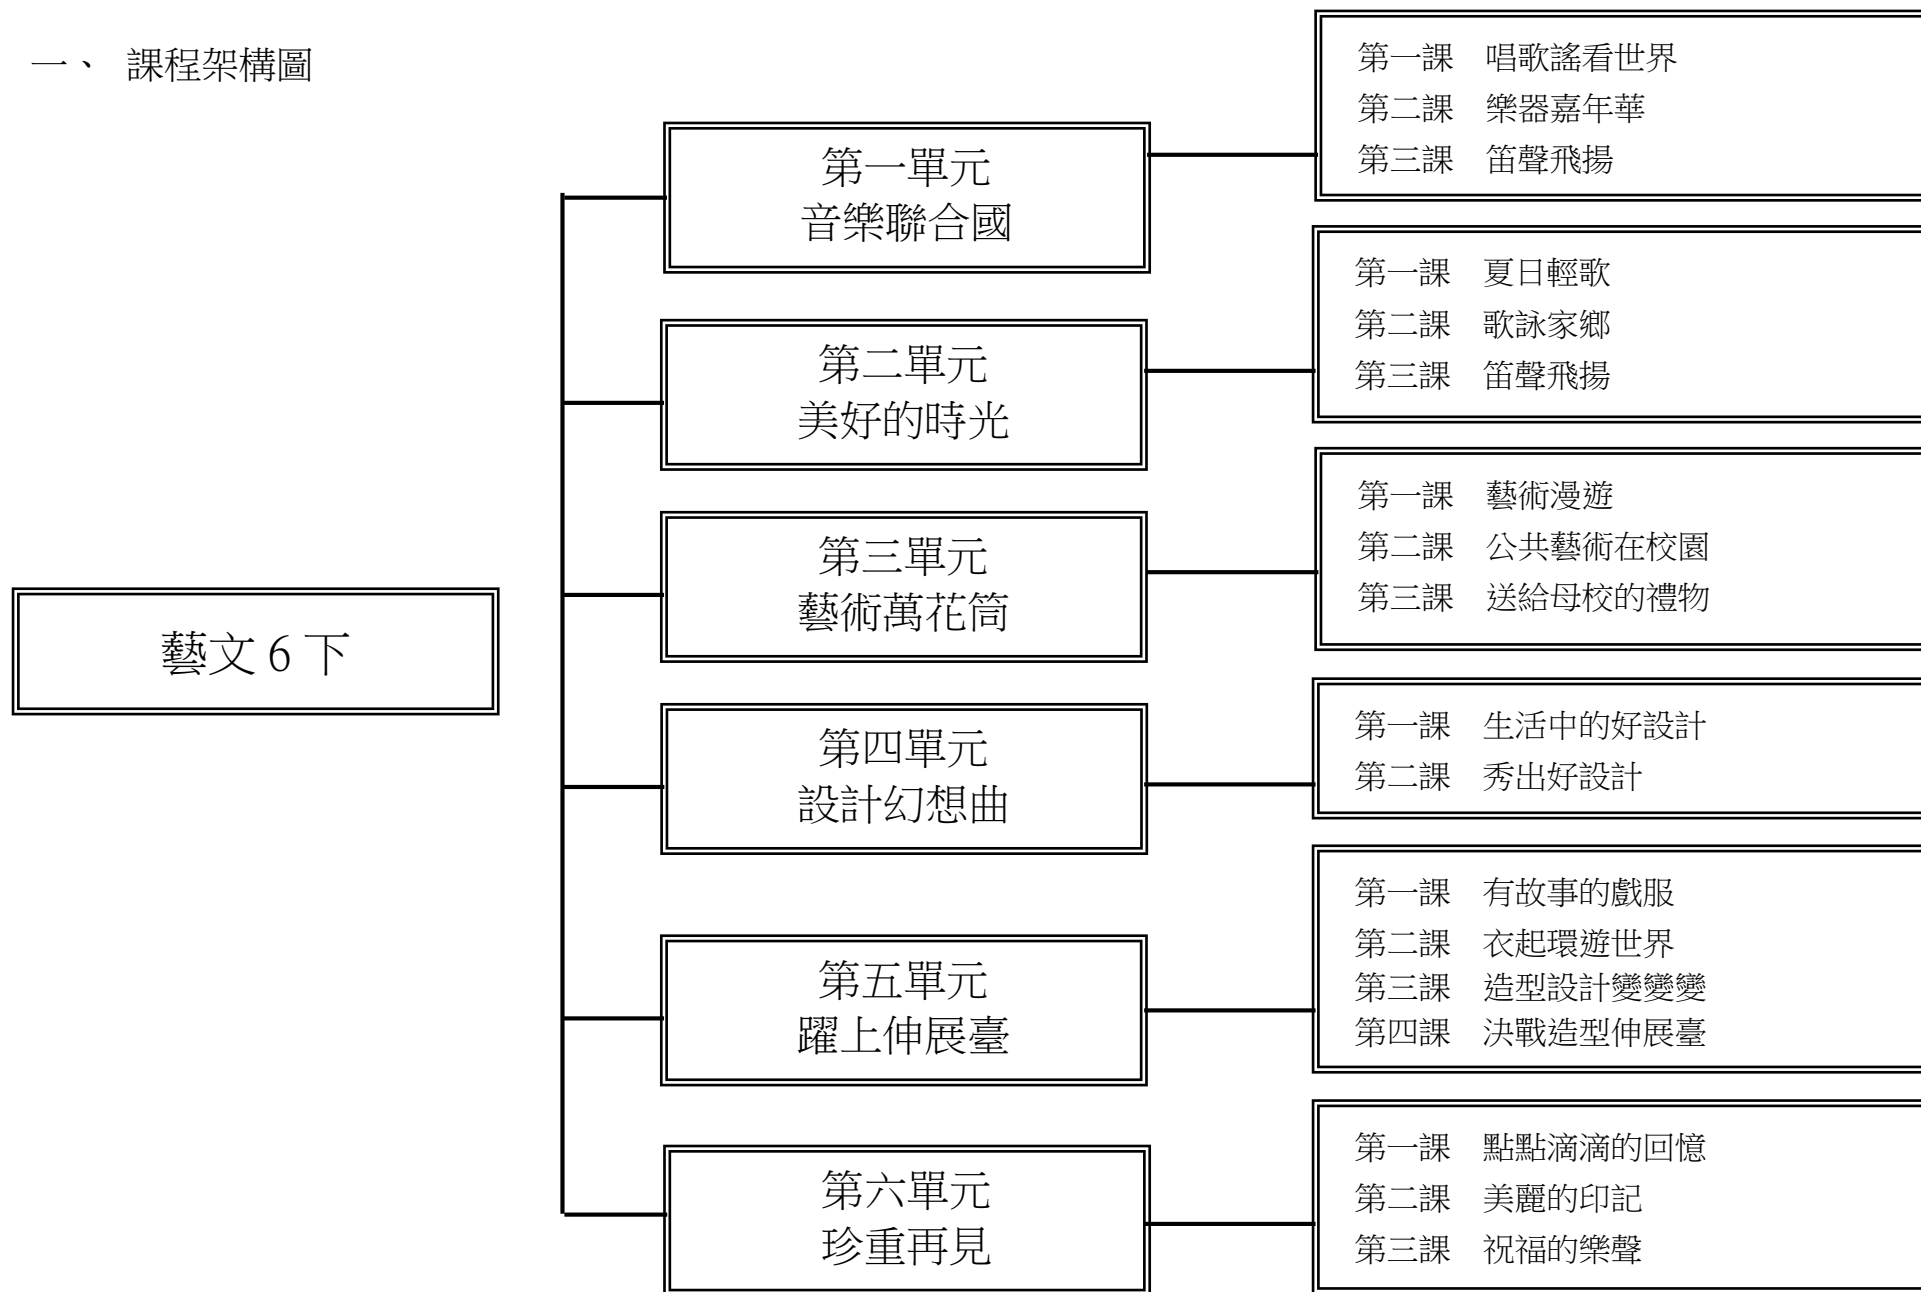 一、 課程架構圖
藝文 6 下
第一單元
音樂聯合國
第一課 唱歌謠看世界
第二課 樂器嘉年華
第三課 笛聲飛揚
第二單元
美好的時光
第一課 夏日輕歌
第二課 歌詠家鄉
第三課 笛聲飛揚
第三單元
藝術萬花筒
第一課 藝術漫遊
第二課 公共藝術在校園
第三課 送給母校的禮物
第四單元
設計幻想曲
第一課 生活中的好設計
第二課 秀出好設計
第五單元
躍上伸展臺
第一課 有故事的戲服
第二課 衣起環遊世界
第三課 造型設計變變變
第四課 決戰造型伸展臺
第六單元
珍重再見
第一課 點點滴滴的回憶
第二課 美麗的印記
第三課 祝福的樂聲